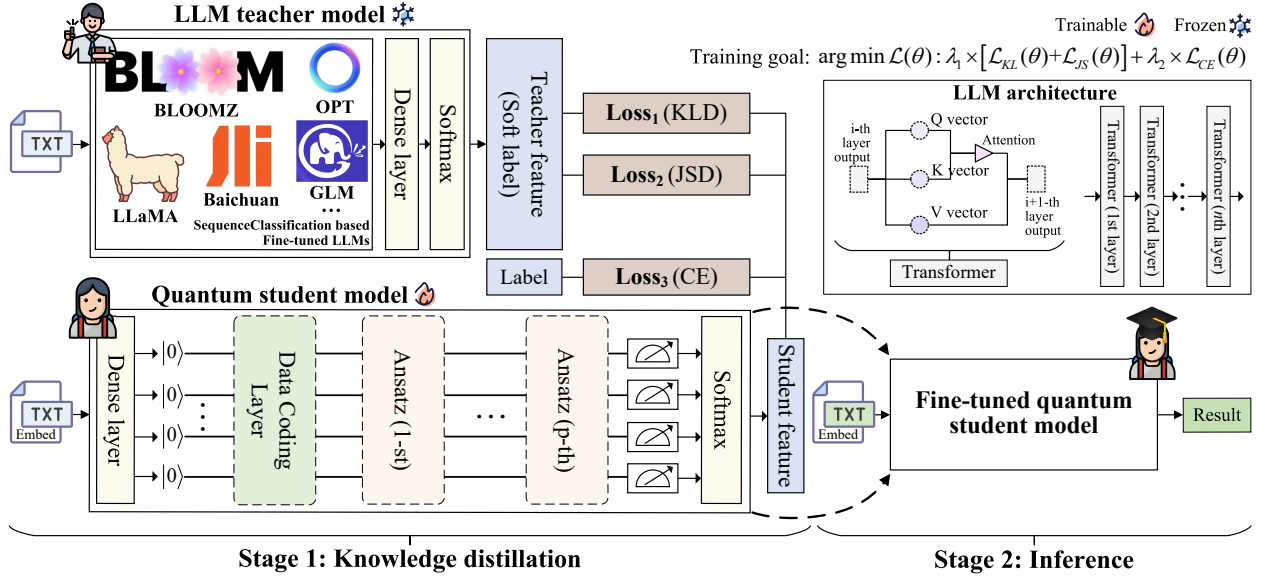 LLM teacher model
Trainable
Frozen
Training goal: arg min ℒ(θ) : λ₁ × [ℒ_KL(θ)+ℒ_JS(θ)] + λ₂ × ℒ_CE(θ)
TXT
BLOOM
BLOOMZ
OPT
LLaMA
Baichuan
GLM
...
SequenceClassification based
Fine-tuned LLMs
Dense layer
Softmax
Teacher feature
(Soft label)
Loss₁ (KLD)
Loss₂ (JSD)
Label
Loss₃ (CE)
LLM architecture
i-th
layer
output
Q vector
K vector
V vector
Attention
i+1-th
layer
output
Transformer
Transformer (1st layer)
Transformer (2nd layer)
...
Transformer (nth layer)
Quantum student model
TXT
Embed
Dense layer
|0⟩
|0⟩
...
|0⟩
|0⟩
Data Coding
Layer
Ansatz (1-st)
...
Ansatz (p-th)
Softmax
Student feature
TXT
Embed
Fine-tuned quantum
student model
Result
Stage 1: Knowledge distillation
Stage 2: Inference